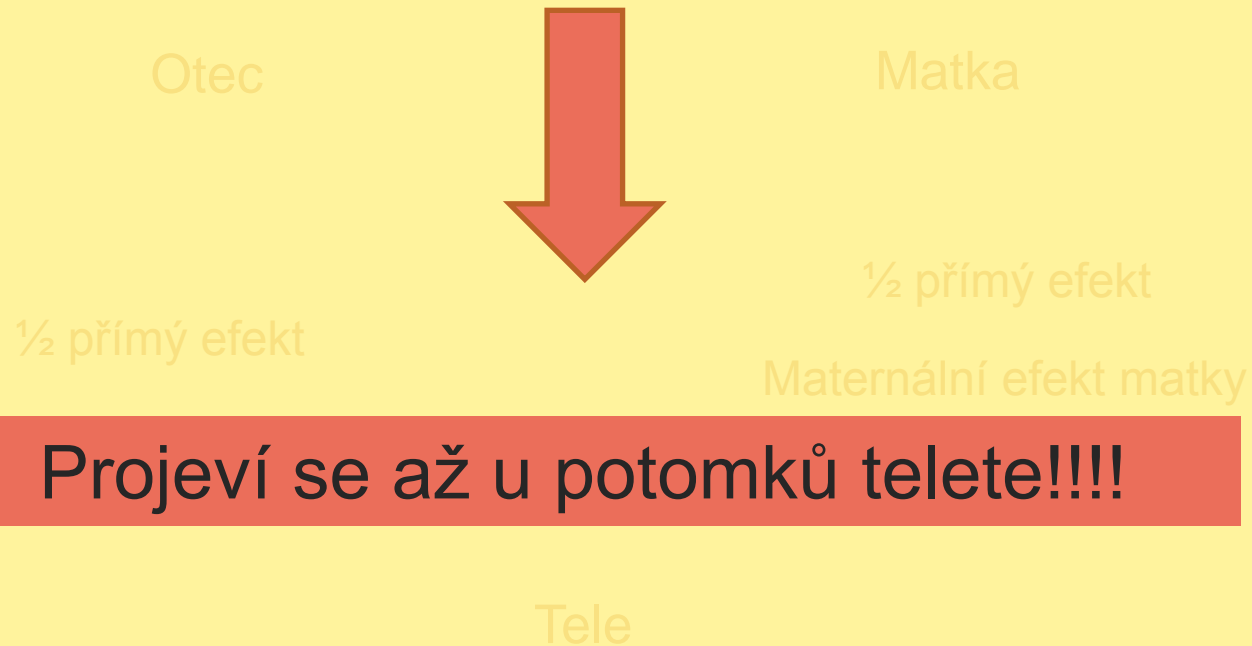 Otec
Matka
½ přímý efekt
½ přímý efekt
Maternální efekt matky
Projeví se až u potomků telete!!!!
Tele